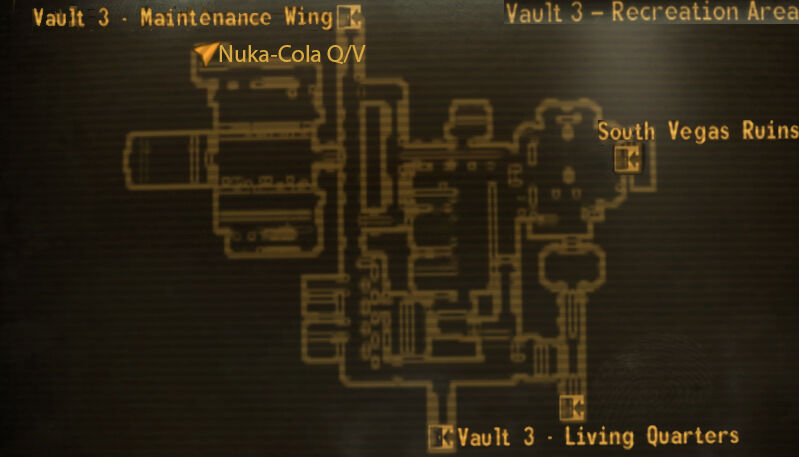 Vault 3 - Maintenance Wing
Vault 3 – Recreation Area
Nuka-Cola Q/V
South Vegas Ruins
Vault 3 - Living Quarters